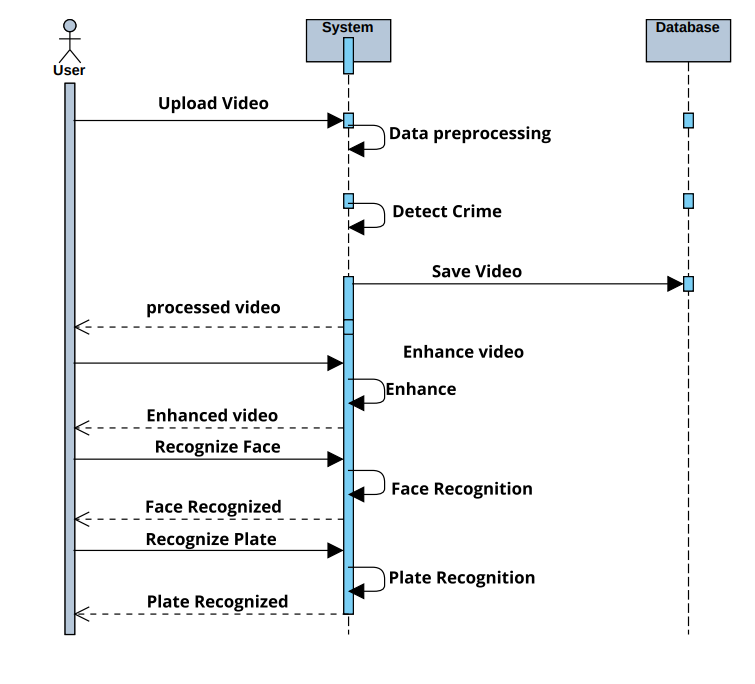 System
Database
User
Upload Video
Data preprocessing
Detect Crime
Save Video
processed video
Enhance video
Enhance
Enhanced video
Recognize Face
Face Recognition
Face Recognized
Recognize Plate
Plate Recognition
Plate Recognized